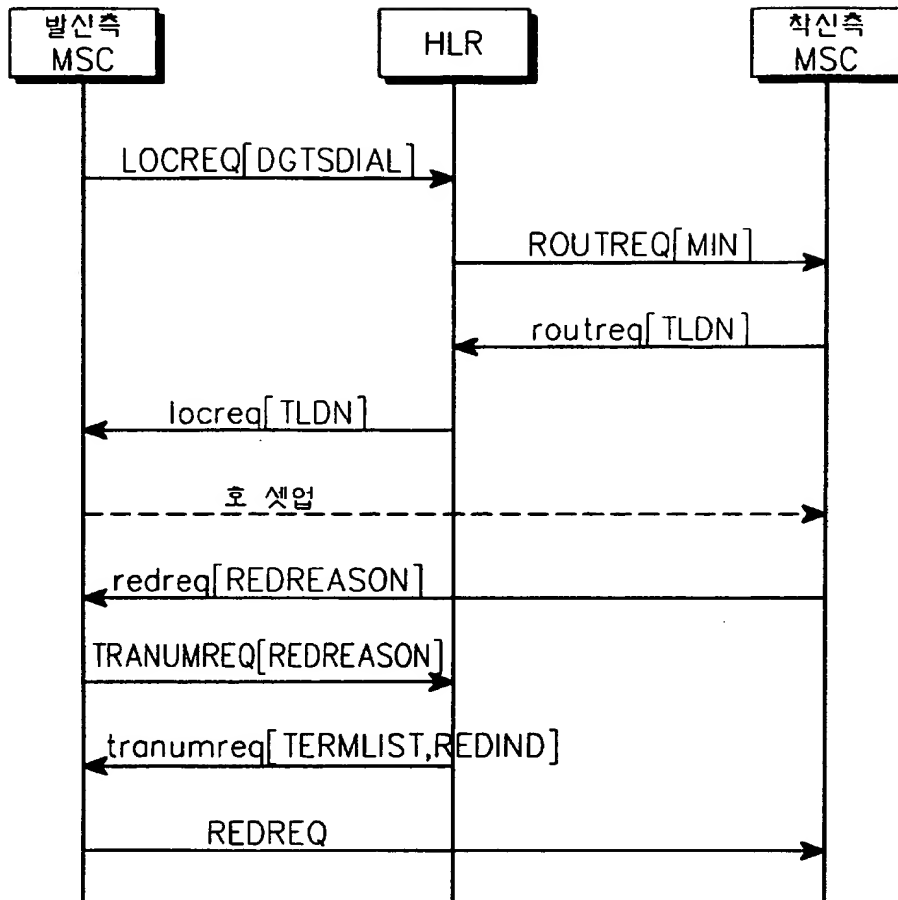 발신측
MSC
HLR
착신측
MSC
LOCREQ[DGTSDIAL]
ROUTREQ[MIN]
routreq[TLDN]
locreq[TLDN]
호 셋업
redreq[REDREASON]
TRANUMREQ[REDREASON]
tranumreq[TERMLIST,REDIND]
REDREQ